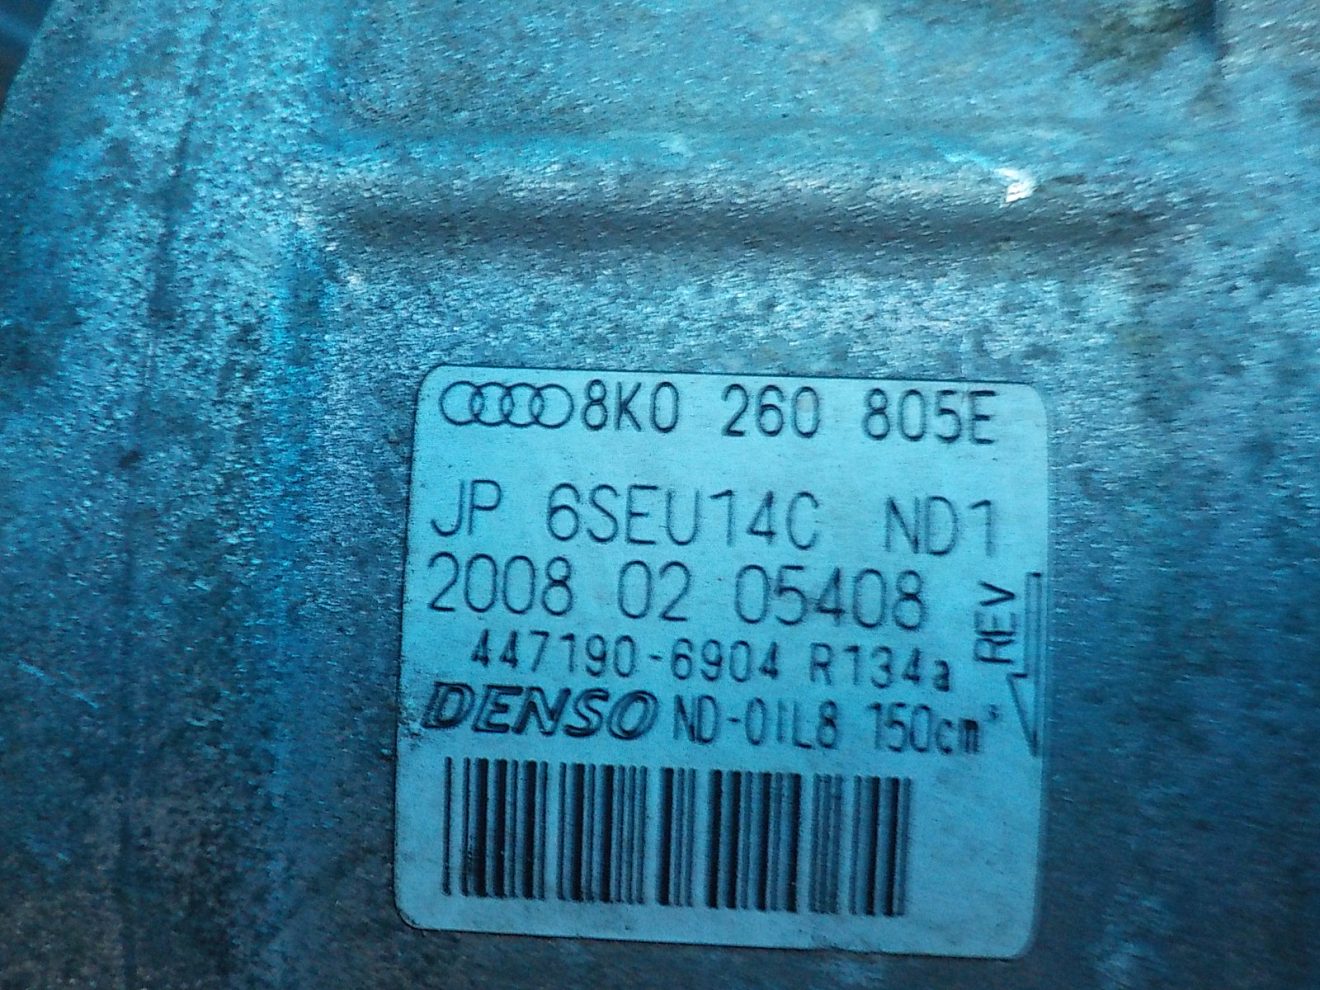 8K0 260 805E
JP 6SEU14C ND1
2008 02 05408
REV
447190-6904 R134a
DENSO ND-OIL8 150cm³